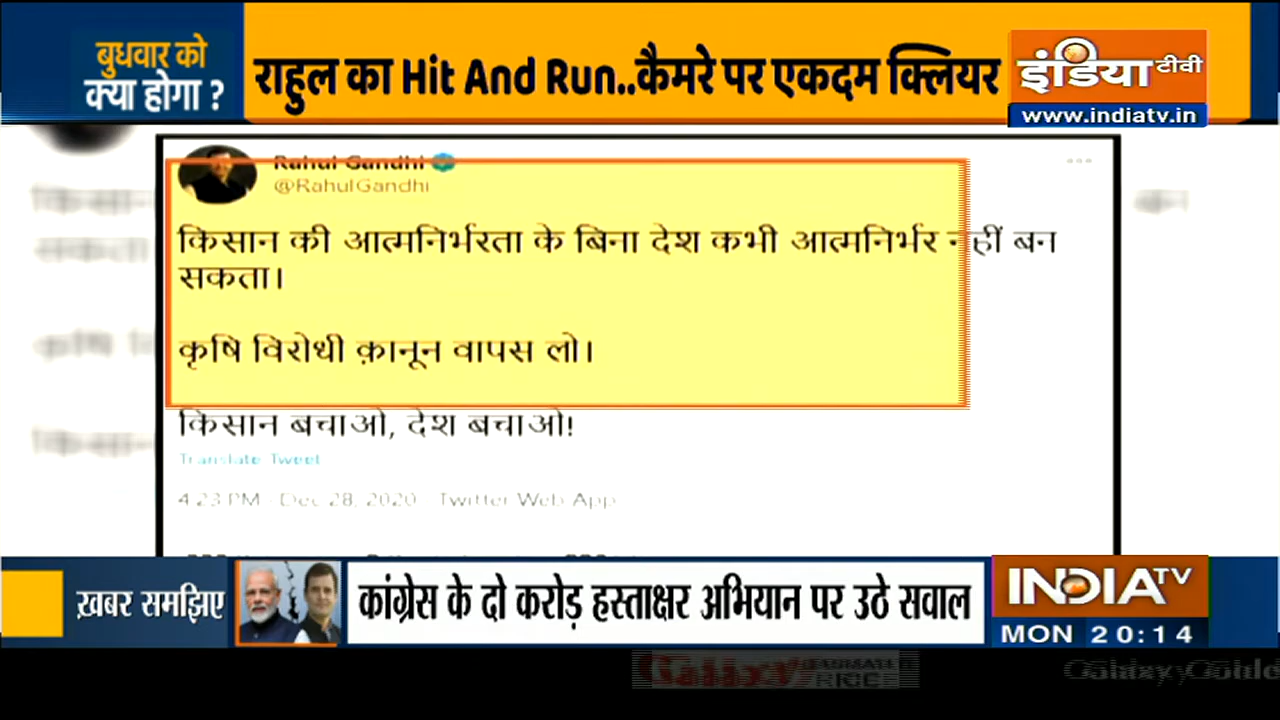 बुधवार को
क्या होगा ?
राहुल का Hit And Run..कैमरे पर एकदम क्लियर
इंडिया टीवी
www.indiatv.in
Rahul Gandhi
@RahulGandhi
किसान की आत्मनिर्भरता के बिना देश कभी आत्मनिर्भर नहीं बन
सकता।
कृषि विरोधी क़ानून वापस लो।
किसान बचाओ, देश बचाओ!
Translate Tweet
4:23 PM · Dec 28, 2020 · Twitter Web App
ख़बर समझिए
कांग्रेस के दो करोड़ हस्ताक्षर अभियान पर उठे सवाल
INDIA TV
MON 20:14